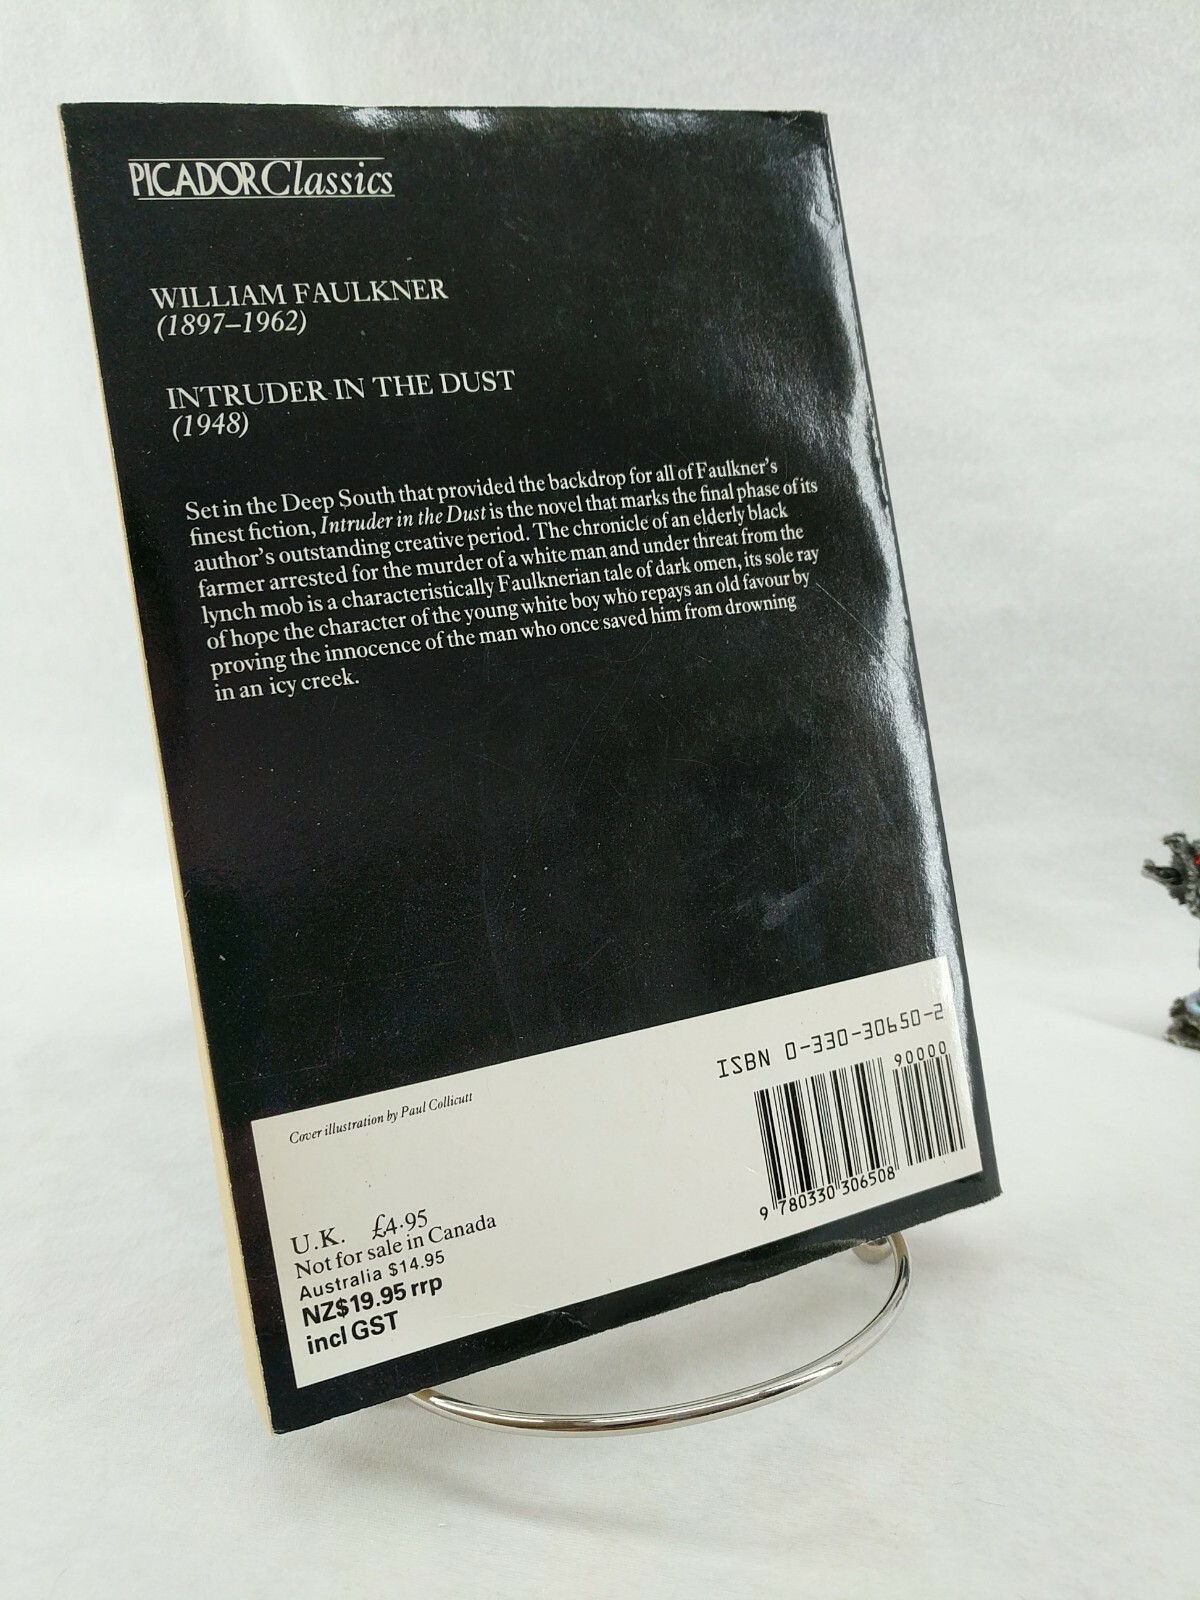 PICADORClassics
WILLIAM FAULKNER
(1897–1962)
INTRUDER IN THE DUST
(1948)
Set in the Deep South that provided the backdrop for all of Faulkner's
finest fiction, Intruder in the Dust is the novel that marks the final phase of its
author's outstanding creative period. The chronicle of an elderly black
farmer arrested for the murder of a white man and under threat from the
lynch mob is a characteristically Faulknerian tale of dark omen, its sole ray
of hope the character of the young white boy who repays an old favour by
proving the innocence of the man who once saved him from drowning
in an icy creek.
ISBN 0-330-30650-2
90000
9 780330 306508
Cover illustration by Paul Collicutt
U.K. £4.95
Not for sale in Canada
Australia $14.95
NZ$19.95 rrp
incl GST